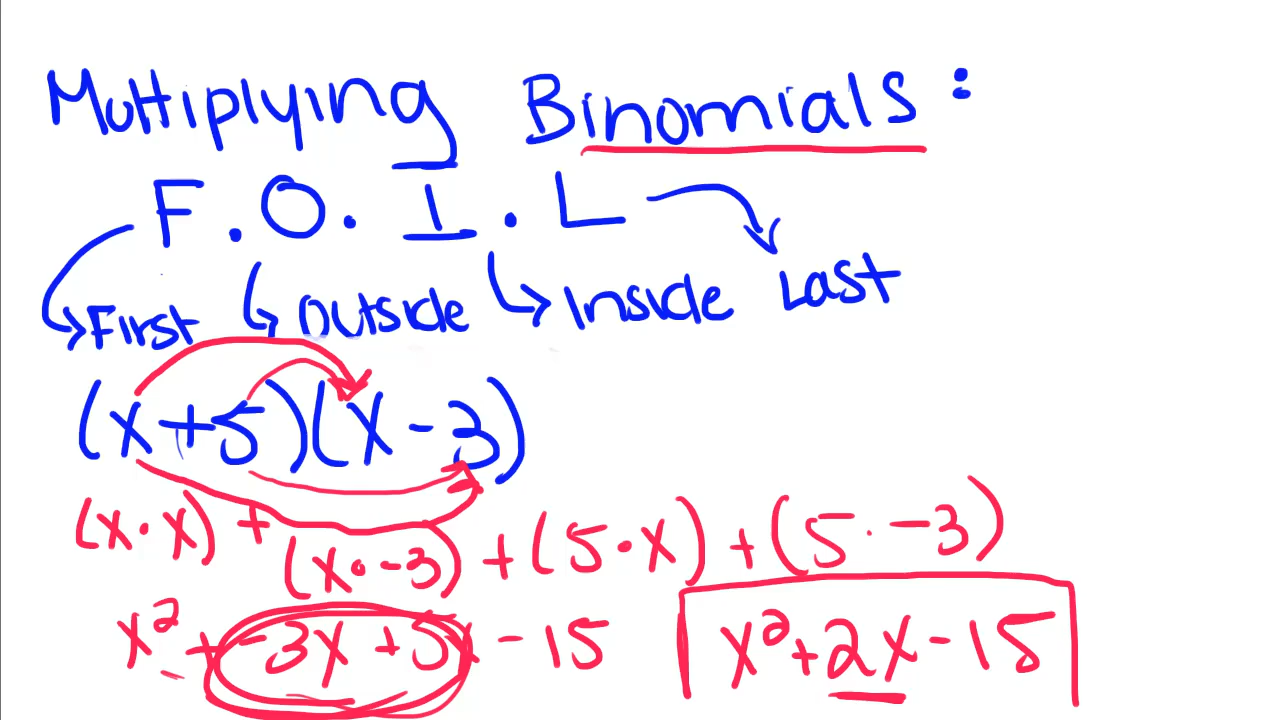 Multiplying Binomials:
F.O.I.L
First Outside Inside Last
(x+5)(x-3)
(x·x) + (x·-3) + (5·x) + (5·-3)
x² + -3x + 5x - 15
x² + 2x - 15